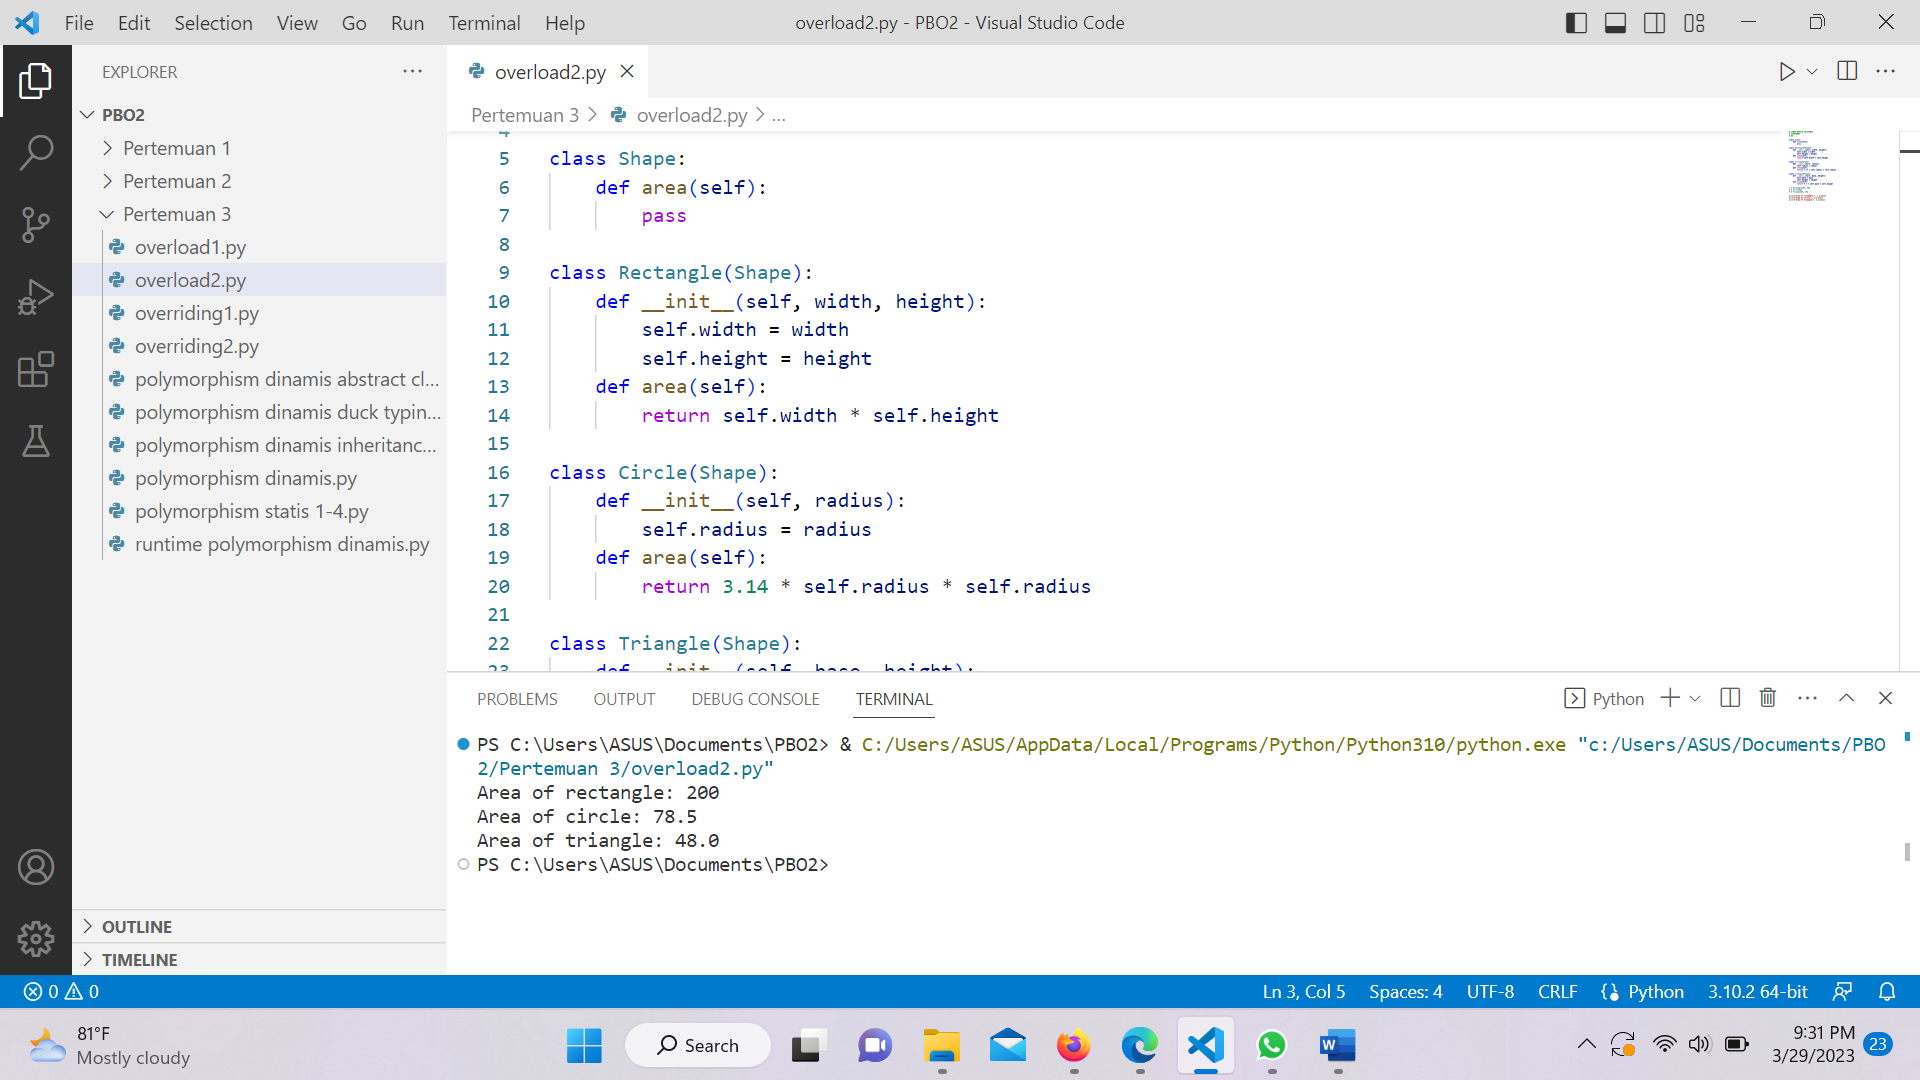 File Edit Selection View Go Run Terminal Help
overload2.py - PBO2 - Visual Studio Code
EXPLORER
PBO2
Pertemuan 1
Pertemuan 2
Pertemuan 3
overload1.py
overload2.py
overriding1.py
overriding2.py
polymorphism dinamis abstract cl...
polymorphism dinamis duck typin...
polymorphism dinamis inheritanc...
polymorphism dinamis.py
polymorphism statis 1-4.py
runtime polymorphism dinamis.py
OUTLINE
TIMELINE
overload2.py
Pertemuan 3 > overload2.py > ...
4
5 class Shape:
6     def area(self):
7         pass
8
9 class Rectangle(Shape):
10     def __init__(self, width, height):
11         self.width = width
12         self.height = height
13     def area(self):
14         return self.width * self.height
15
16 class Circle(Shape):
17     def __init__(self, radius):
18         self.radius = radius
19     def area(self):
20         return 3.14 * self.radius * self.radius
21
22 class Triangle(Shape):
23     def __init__(self, base, height):
PROBLEMS OUTPUT DEBUG CONSOLE TERMINAL
Python
PS C:\Users\ASUS\Documents\PBO2> & C:/Users/ASUS/AppData/Local/Programs/Python/Python310/python.exe "c:/Users/ASUS/Documents/PBO
2/Pertemuan 3/overload2.py"
Area of rectangle: 200
Area of circle: 78.5
Area of triangle: 48.0
PS C:\Users\ASUS\Documents\PBO2>
0 0
Ln 3, Col 5 Spaces: 4 UTF-8 CRLF Python 3.10.2 64-bit
81°F
Mostly cloudy
Search
9:31 PM
3/29/2023
23